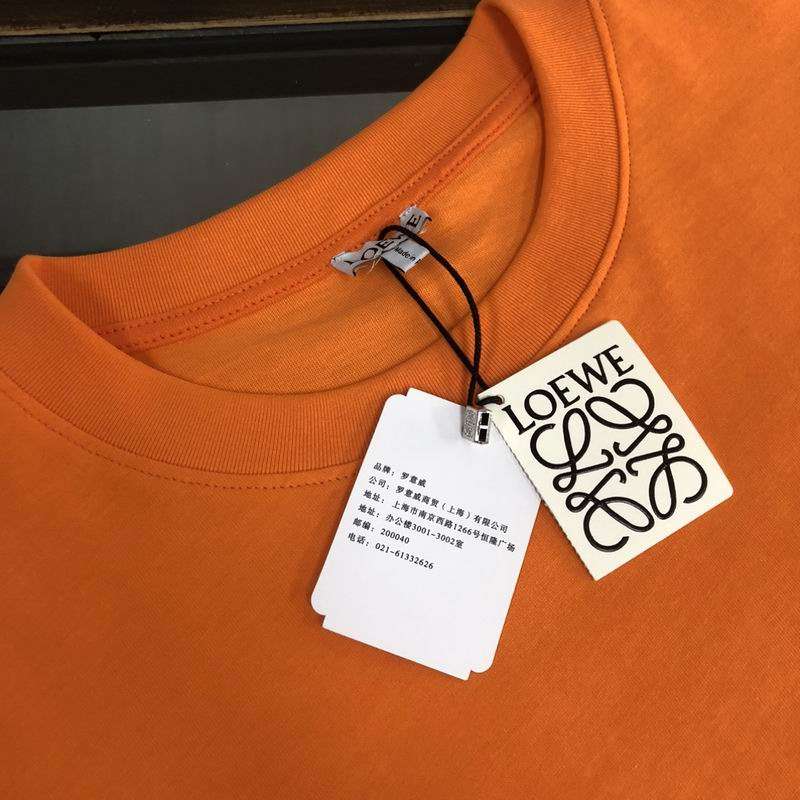 LOEWE
Made in
LOEWE
品牌：罗意威
公司：罗意威商贸（上海）有限公司
地址：上海市南京西路1266号恒隆广场
地址：办公楼3001-3002室
邮编：200040
电话：021-61332626